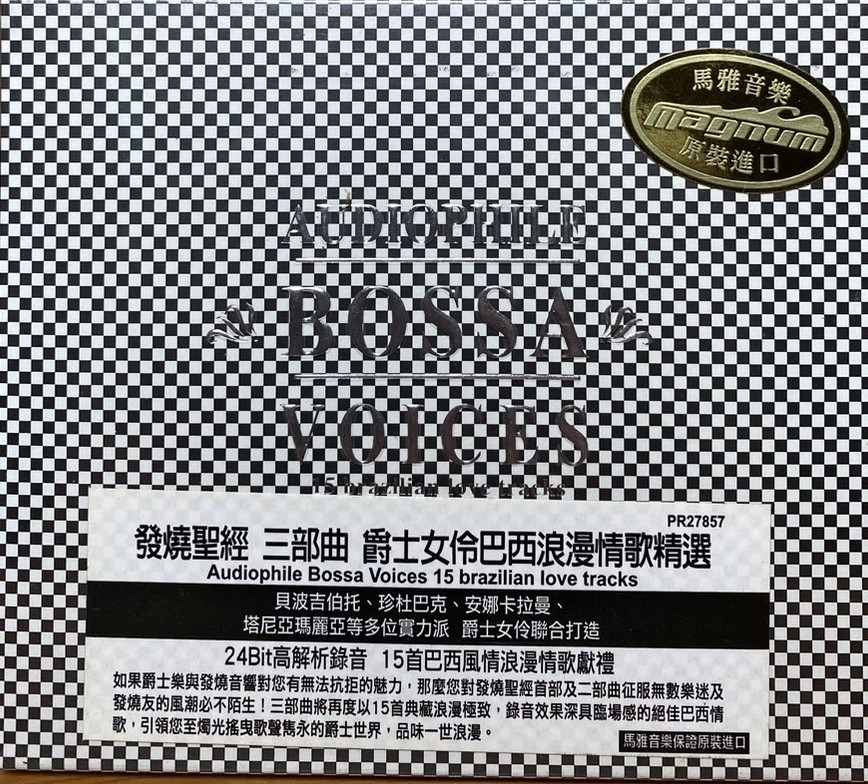 馬雅音樂
magnum
原裝進口
AUDIOPHILE
BOSSA
VOICES
15 brazilian love tracks
PR27857
發燒聖經 三部曲 爵士女伶巴西浪漫情歌精選
Audiophile Bossa Voices 15 brazilian love tracks
貝波吉伯托、珍杜巴克、安娜卡拉曼、
塔尼亞瑪麗亞等多位實力派 爵士女伶聯合打造
24Bit高解析錄音 15首巴西風情浪漫情歌獻禮
如果爵士樂與發燒音響對您有無法抗拒的魅力，那麼您對發燒聖經首部及二部曲征服無數樂迷及
發燒友的風潮必不陌生！三部曲將再度以15首典藏浪漫極致，錄音效果深具臨場感的絕佳巴西情
歌，引領您至燭光搖曳歌聲雋永的爵士世界，品味一世浪漫。
馬雅音樂保證原裝進口